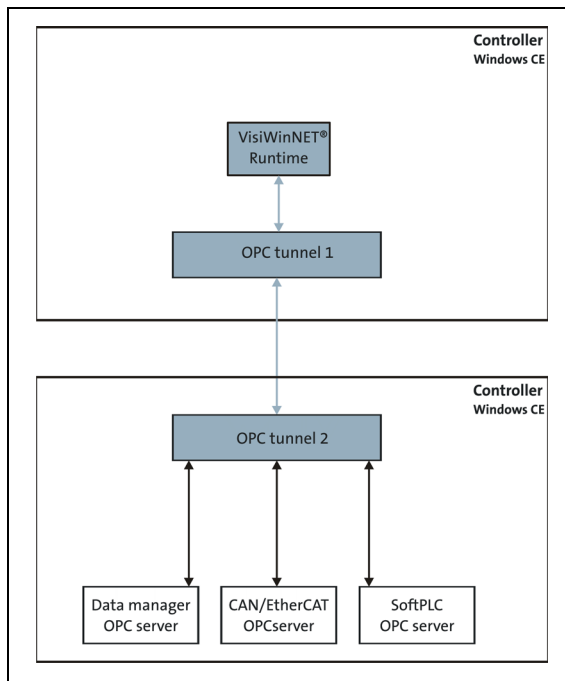 Controller
Windows CE
VisiWinNET®
Runtime
OPC tunnel 1
Controller
Windows CE
OPC tunnel 2
Data manager
OPC server
CAN/EtherCAT
OPCserver
SoftPLC
OPC server